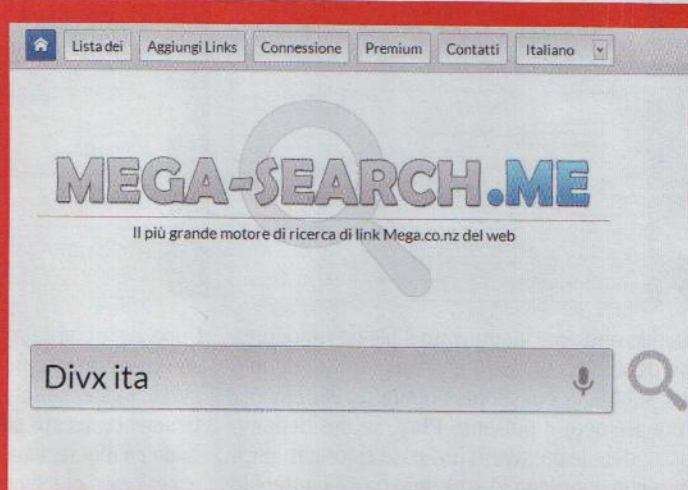 Lista dei Aggiungi Links Connessione Premium Contatti Italiano
MEGA-SEARCH.ME
Il più grande motore di ricerca di link Mega.co.nz del web
Divx ita